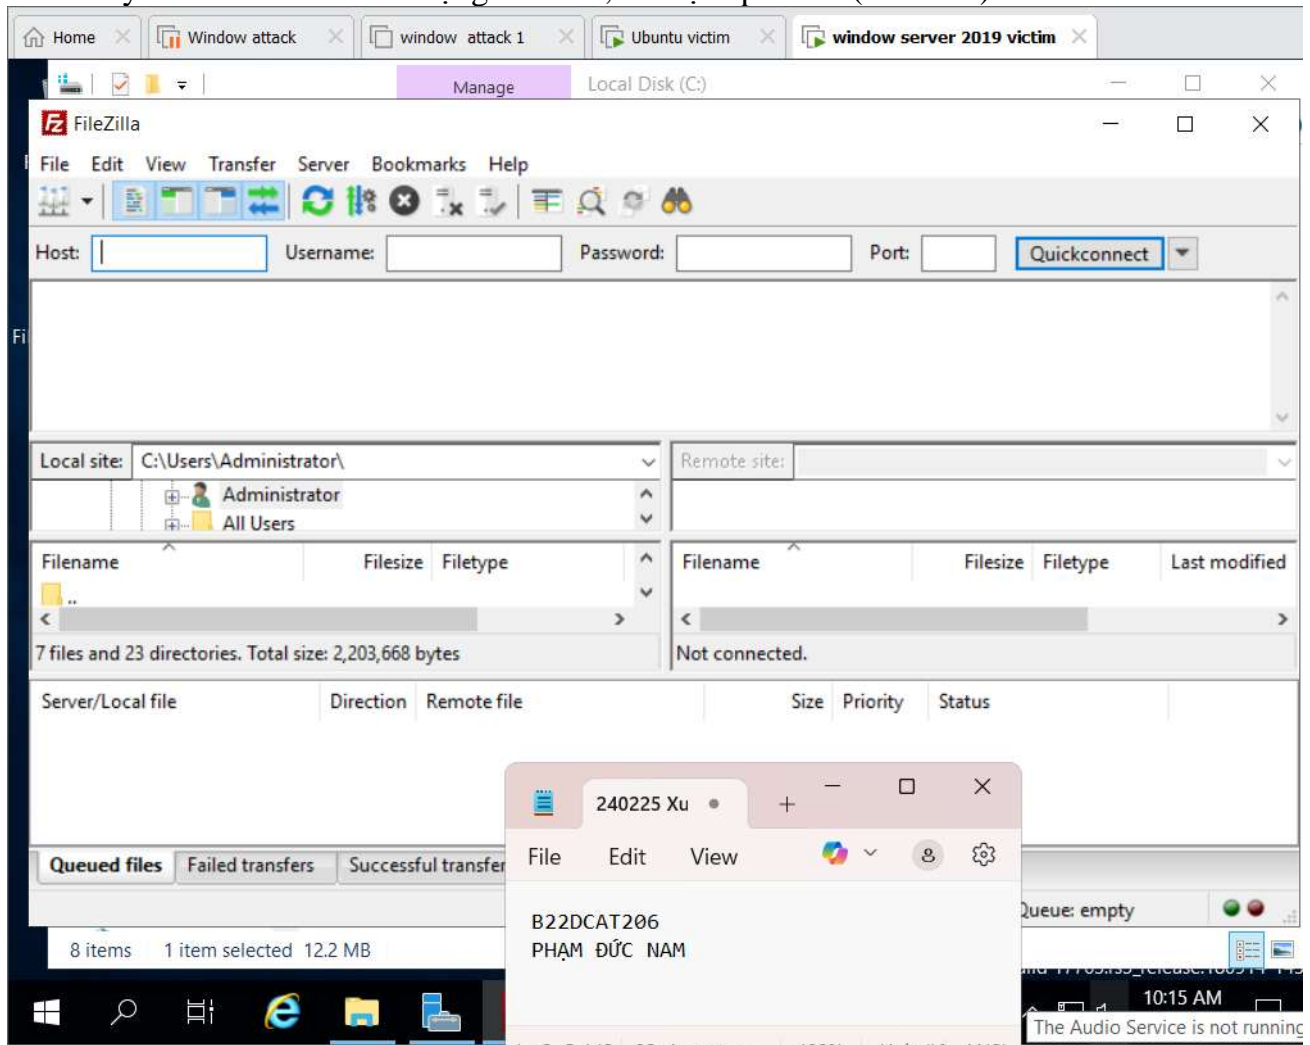 Home
Window attack
window attack 1
Ubuntu victim
window server 2019 victim
Manage
Local Disk (C:)
FileZilla
File Edit View Transfer Server Bookmarks Help
Host: Username: Password: Port: Quickconnect
Fil
Local site: C:\Users\Administrator\
Remote site:
Administrator
All Users
Filename Filesize Filetype
Filename Filesize Filetype Last modified
..
7 files and 23 directories. Total size: 2,203,668 bytes
Not connected.
Server/Local file Direction Remote file Size Priority Status
240225 Xu
File Edit View
Queued files Failed transfers Successful transfer
B22DCAT206
PHẠM ĐỨC NAM
Queue: empty
8 items 1 item selected 12.2 MB
10:15 AM
The Audio Service is not running